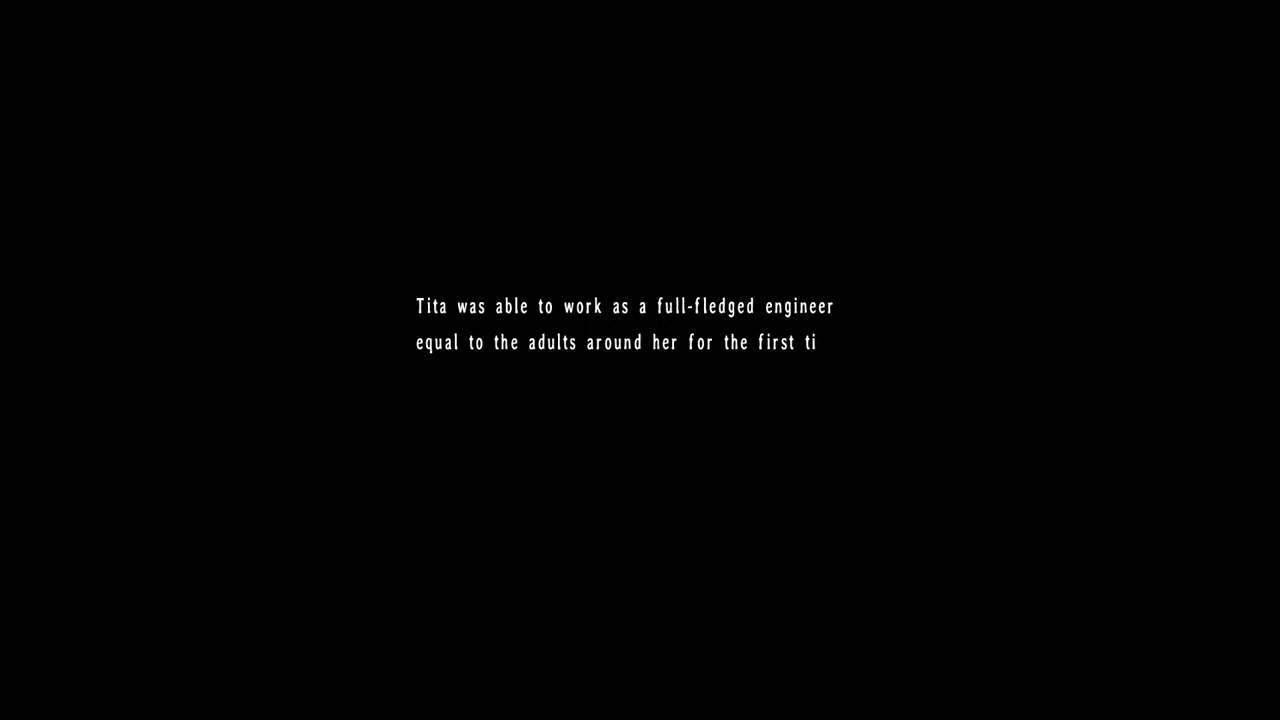 Tita was able to work as a full-fledged engineer
equal to the adults around her for the first ti